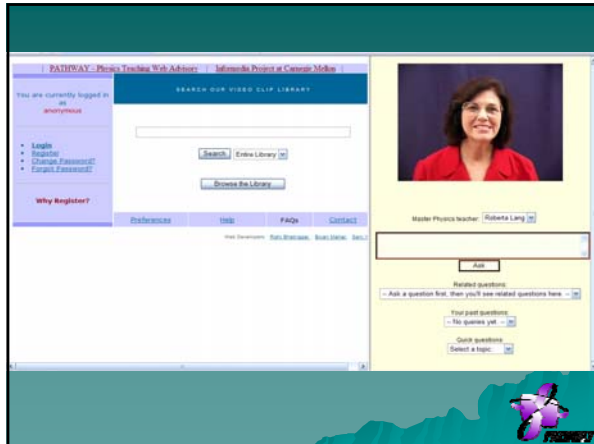 | PATHWAY - Physics Teaching Web Advisory | Informedia Project at Carnegie Mellon |
You are currently logged in
as
anonymous
Login
Register
Change Password?
Forgot Password?
Why Register?
SEARCH OUR VIDEO CLIP LIBRARY
Search Entire Library
Browse the Library
Preferences Help FAQs Contact
Web Developers:
Master Physics teacher: Roberta Lang
Ask
Related questions:
-- Ask a question first, then you'll see related questions here. --
Your past questions:
-- No queries yet --
Quick questions:
Select a topic: